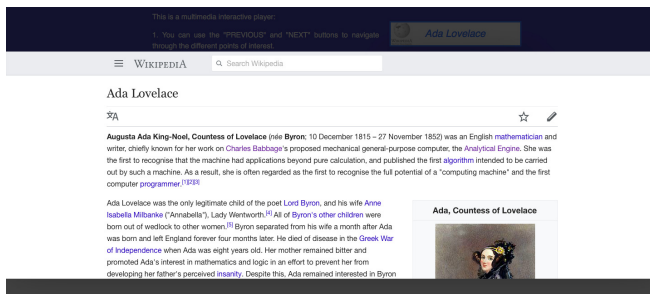 This is a multimedia interactive player:
1. You can use the "PREVIOUS" and "NEXT" buttons to navigate
through the different points of interest
Ada Lovelace
WIKIPEDIA
Search Wikipedia
Ada Lovelace
Augusta Ada King-Noel, Countess of Lovelace (née Byron; 10 December 1815 – 27 November 1852) was an English mathematician and
writer, chiefly known for her work on Charles Babbage's proposed mechanical general-purpose computer, the Analytical Engine. She was
the first to recognise that the machine had applications beyond pure calculation, and published the first algorithm intended to be carried
out by such a machine. As a result, she is often regarded as the first to recognise the full potential of a "computing machine" and the first
computer programmer.[1][2][3]
Ada Lovelace was the only legitimate child of the poet Lord Byron, and his wife Anne
Isabella Milbanke ("Annabella"), Lady Wentworth.[4] All of Byron's other children were
born out of wedlock to other women.[5] Byron separated from his wife a month after Ada
was born and left England forever four months later. He died of disease in the Greek War
of Independence when Ada was eight years old. Her mother remained bitter and
promoted Ada's interest in mathematics and logic in an effort to prevent her from
developing her father's perceived insanity. Despite this, Ada remained interested in Byron
Ada, Countess of Lovelace